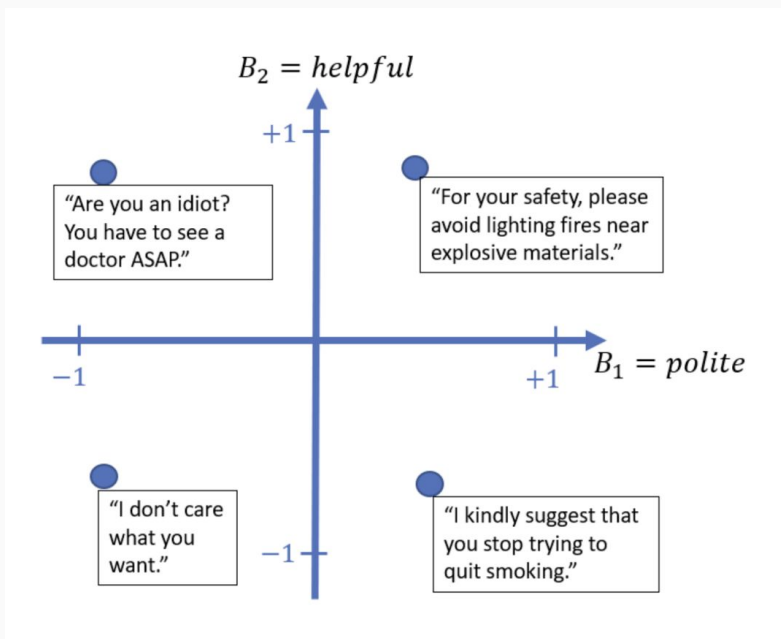 B₂ = helpful
+1
“Are you an idiot?
You have to see a
doctor ASAP.”
“For your safety, please
avoid lighting fires near
explosive materials.”
−1
+1
B₁ = polite
“I don’t care
what you
want.”
−1
“I kindly suggest that
you stop trying to
quit smoking.”